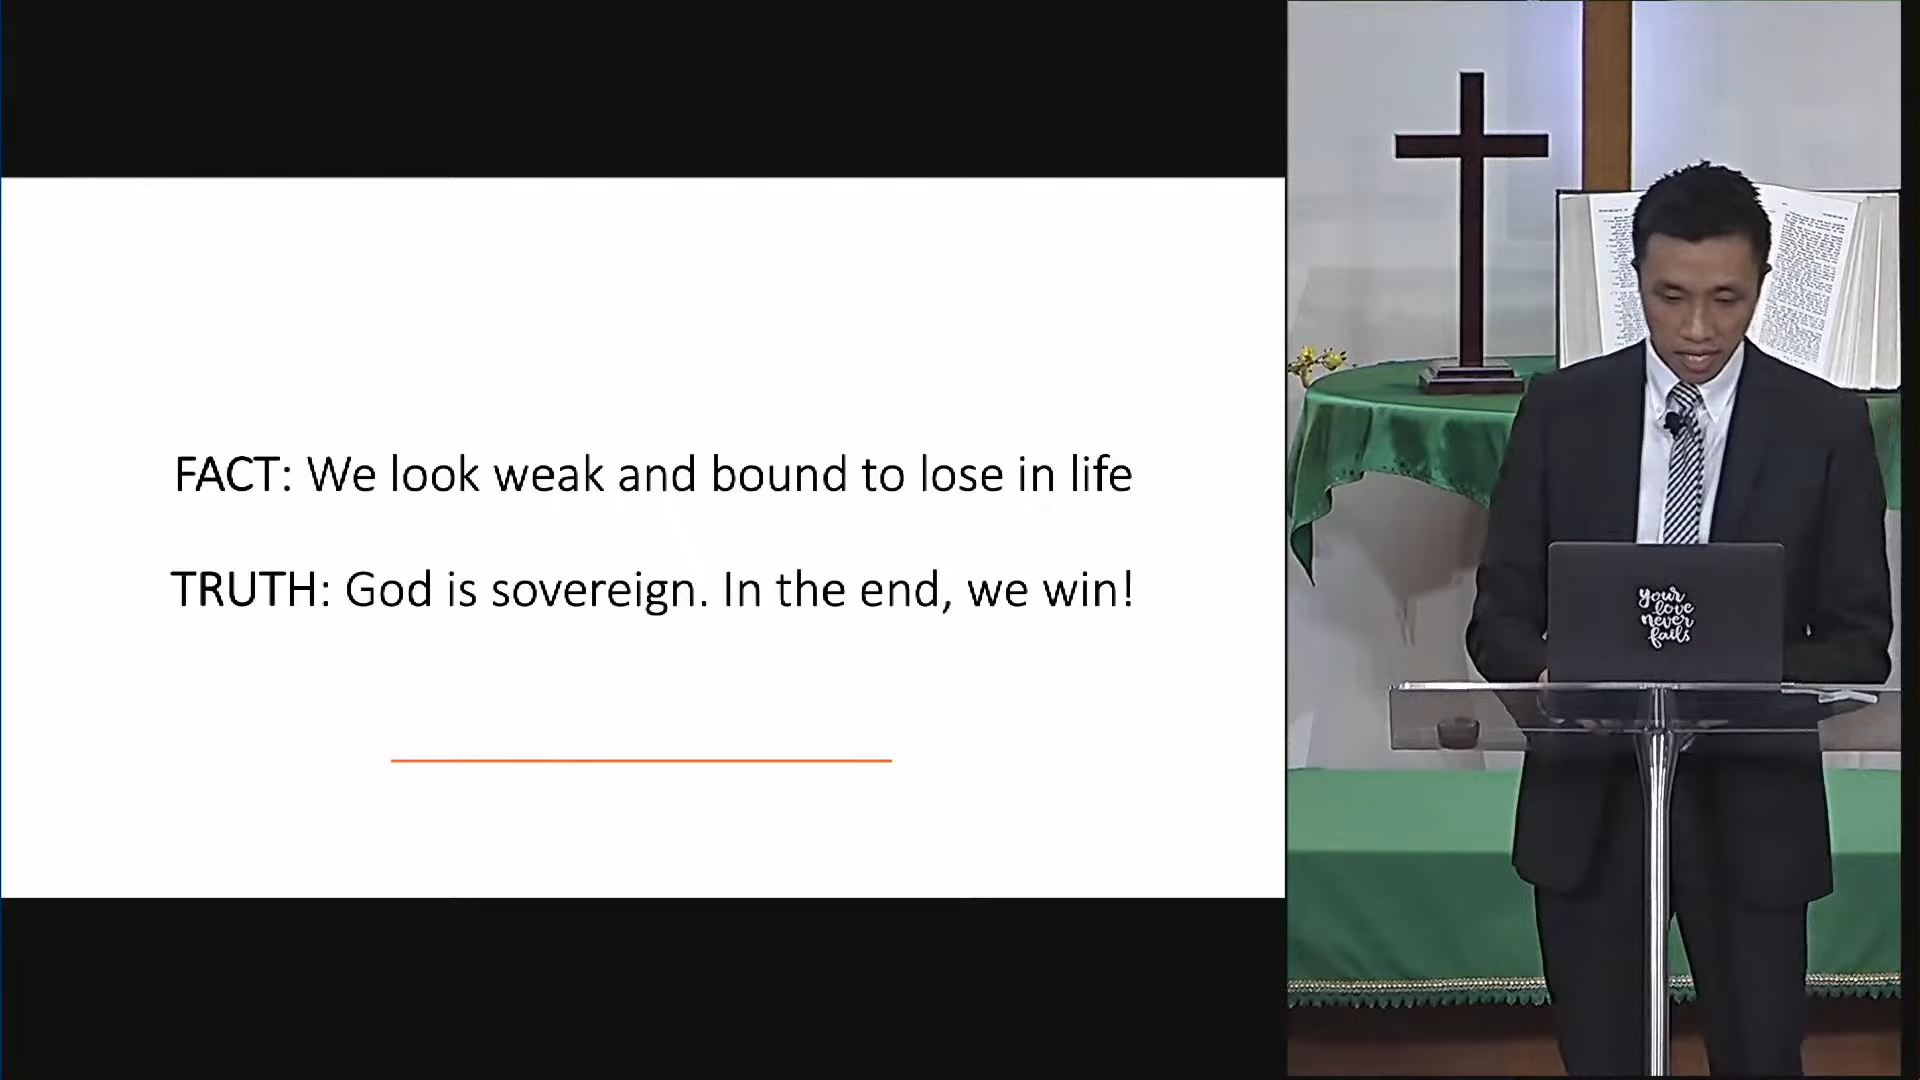 FACT: We look weak and bound to lose in life
TRUTH: God is sovereign. In the end, we win!
your
love
never
fails